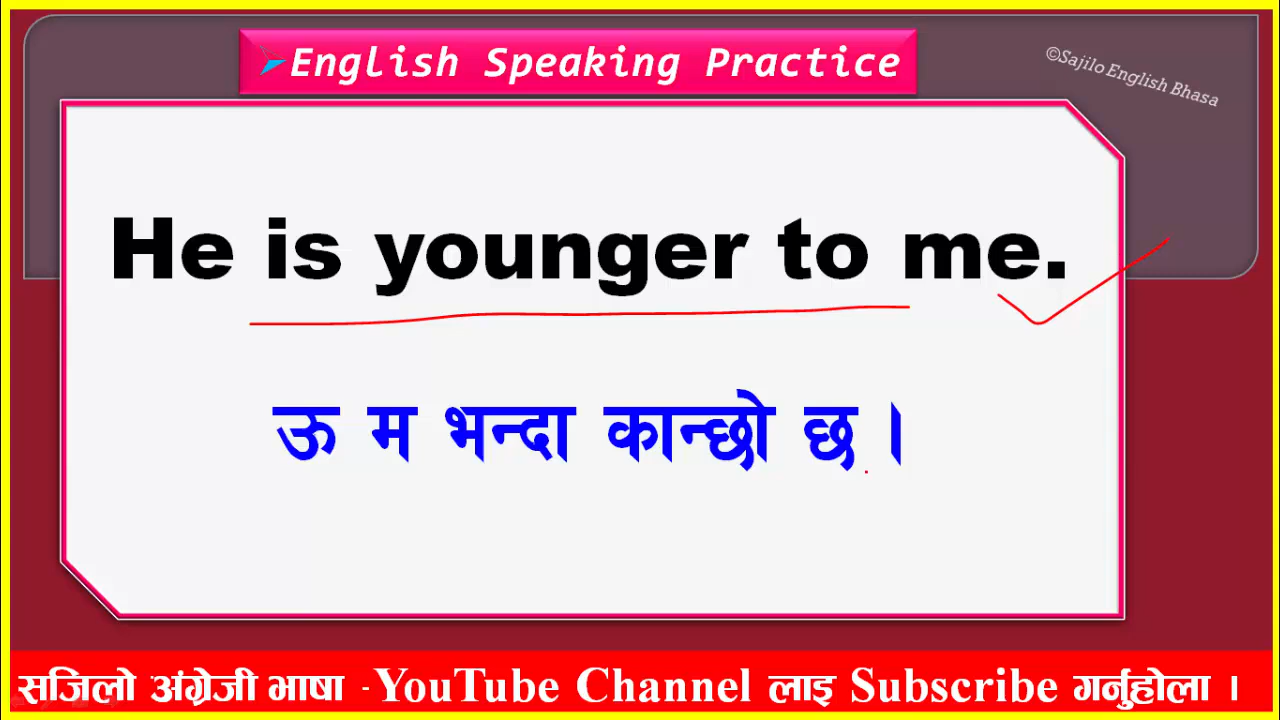 English Speaking Practice
©Sajilo English Bhasa
He is younger to me.
ऊ म भन्दा कान्छो छ ।
सजिलो अंग्रेजी भाषा -YouTube Channel लाइ Subscribe गर्नुहोला ।